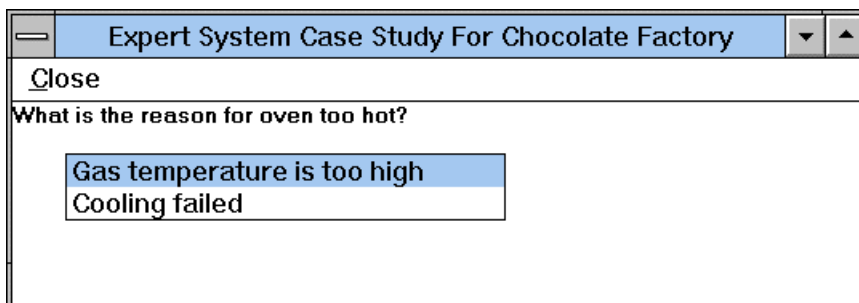 Expert System Case Study For Chocolate Factory
Close
What is the reason for oven too hot?
Gas temperature is too high
Cooling failed